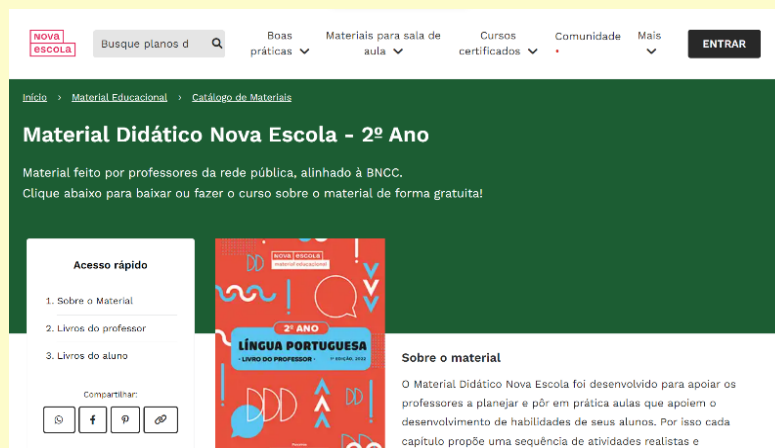 nova
escola
Busque planos d
Boas
práticas
Materiais para sala de
aula
Cursos
certificados
Comunidade
Mais
ENTRAR
Início > Material Educacional > Catálogo de Materiais
Material Didático Nova Escola - 2º Ano
Material feito por professores da rede pública, alinhado à BNCC.
Clique abaixo para baixar ou fazer o curso sobre o material de forma gratuita!
Acesso rápido
1. Sobre o Material
2. Livros do professor
3. Livros do aluno
Compartilhar:
nova escola
material educacional
2º ANO
LÍNGUA PORTUGUESA
• LIVRO DO PROFESSOR •
1ª EDIÇÃO, 2022
Sobre o material
O Material Didático Nova Escola foi desenvolvido para apoiar os
professores a planejar e pôr em prática aulas que apoiem o
desenvolvimento de habilidades de seus alunos. Por isso cada
capítulo propõe uma sequência de atividades realistas e